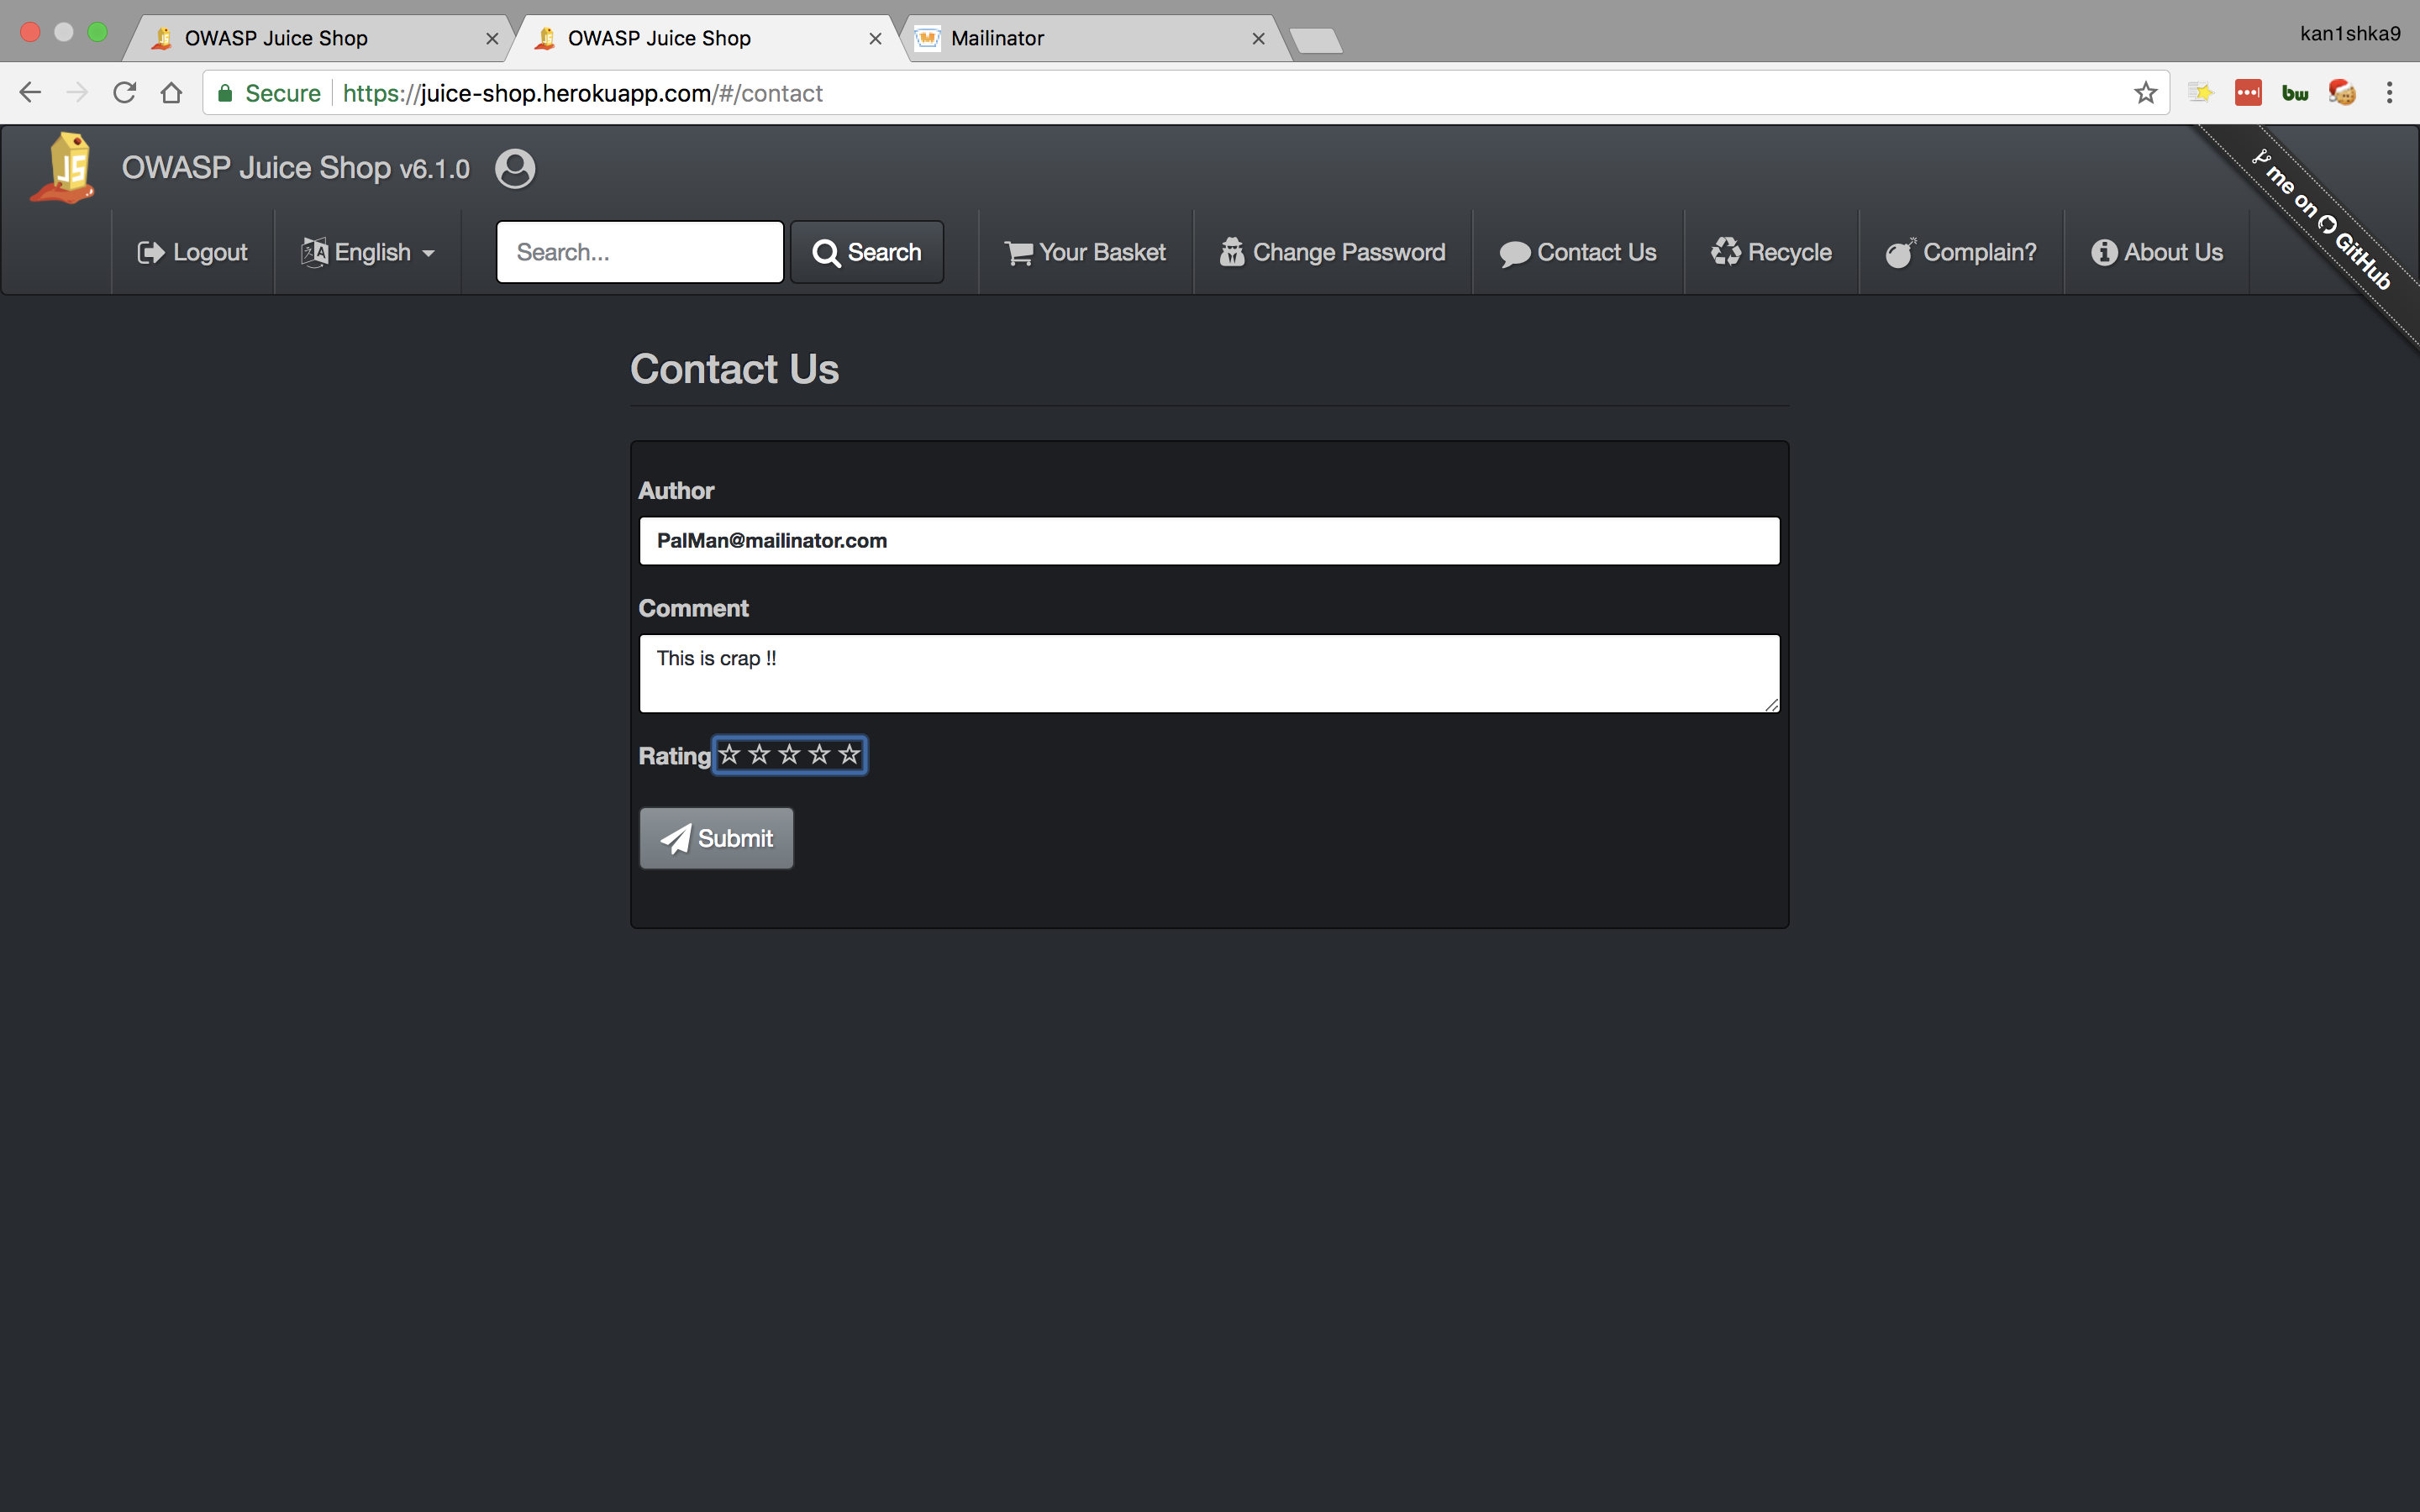 OWASP Juice Shop
OWASP Juice Shop
Mailinator
kan1shka9
Secure https://juice-shop.herokuapp.com/#/contact
bw
JS
OWASP Juice Shop v6.1.0
me on GitHub
Logout
English
Search...
Search
Your Basket
Change Password
Contact Us
Recycle
Complain?
About Us
Contact Us
Author
PalMan@mailinator.com
Comment
This is crap !!
Rating
Submit